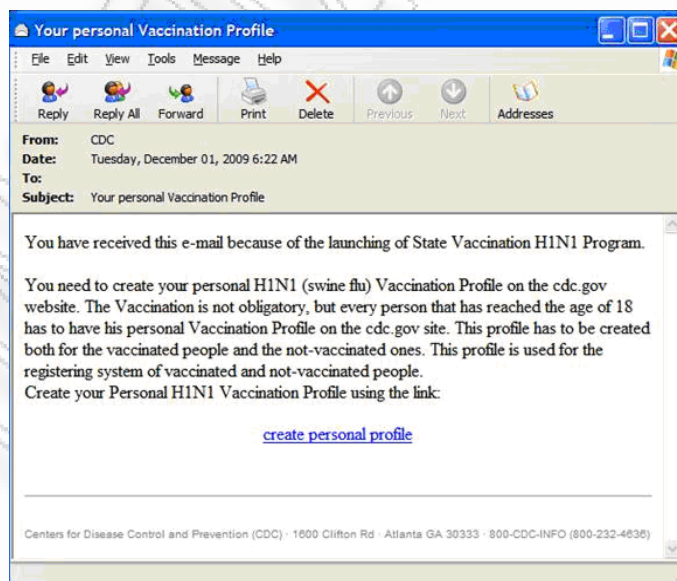 Your personal Vaccination Profile
File Edit View Tools Message Help
Reply Reply All Forward Print Delete Previous Next Addresses
From: CDC
Date: Tuesday, December 01, 2009 6:22 AM
To:
Subject: Your personal Vaccination Profile
You have received this e-mail because of the launching of State Vaccination H1N1 Program.
You need to create your personal H1N1 (swine flu) Vaccination Profile on the cdc.gov
website. The Vaccination is not obligatory, but every person that has reached the age of 18
has to have his personal Vaccination Profile on the cdc.gov site. This profile has to be created
both for the vaccinated people and the not-vaccinated ones. This profile is used for the
registering system of vaccinated and not-vaccinated people.
Create your Personal H1N1 Vaccination Profile using the link:
create personal profile
Centers for Disease Control and Prevention (CDC) · 1600 Clifton Rd · Atlanta GA 30333 · 800-CDC-INFO (800-232-4636)